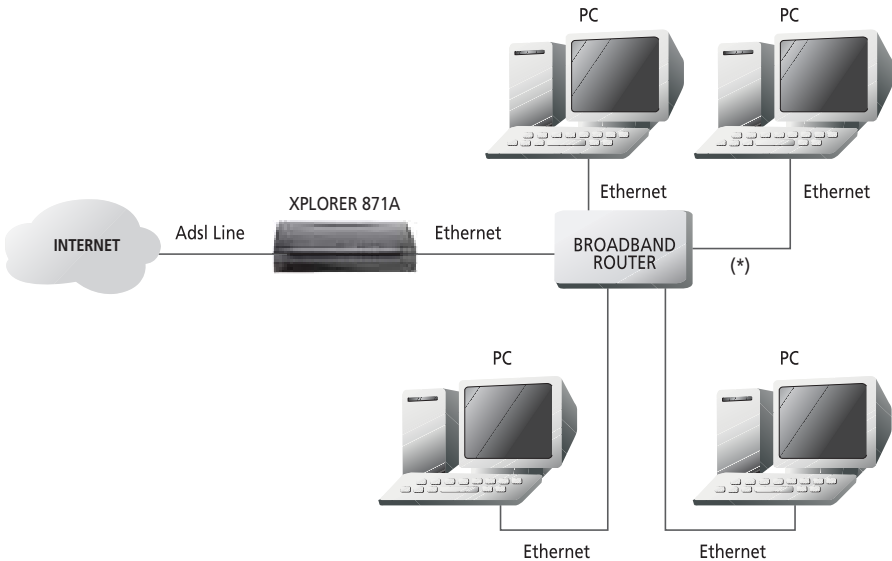 PC
PC
Ethernet
Ethernet
XPLORER 871A
INTERNET
Adsl Line
Ethernet
BROADBAND
ROUTER
(*)
PC
PC
Ethernet
Ethernet